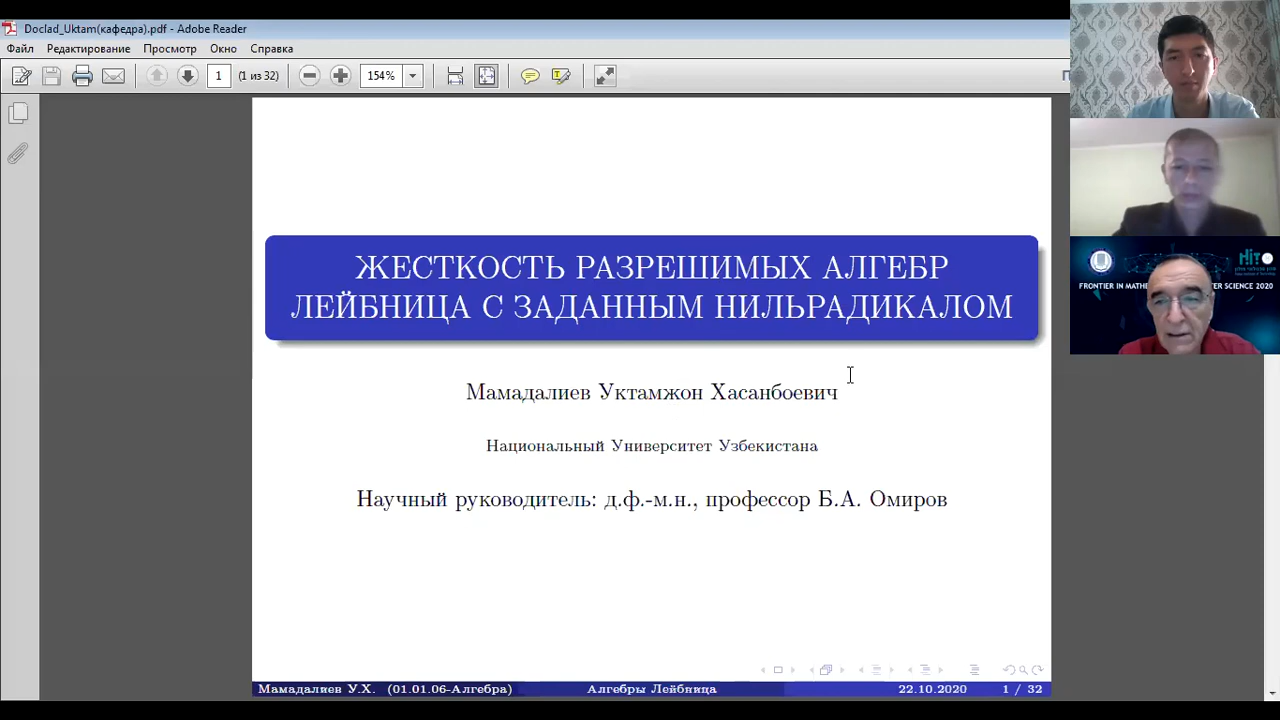 Doclad_Uktam(кафедра).pdf - Adobe Reader
Файл Редактирование Просмотр Окно Справка
1 (1 из 32) 154%
ЖЕСТКОСТЬ РАЗРЕШИМЫХ АЛГЕБР
ЛЕЙБНИЦА С ЗАДАННЫМ НИЛЬРАДИКАЛОМ
Мамадалиев Уктамжон Хасанбоевич
Национальный Университет Узбекистана
Научный руководитель: д.ф.-м.н., профессор Б.А. Омиров
Мамадалиев У.Х. (01.01.06-Алгебра) Алгебры Лейбница 22.10.2020 1 / 32
HiT
FRONTIER IN MATHE TER SCIENCE 2020